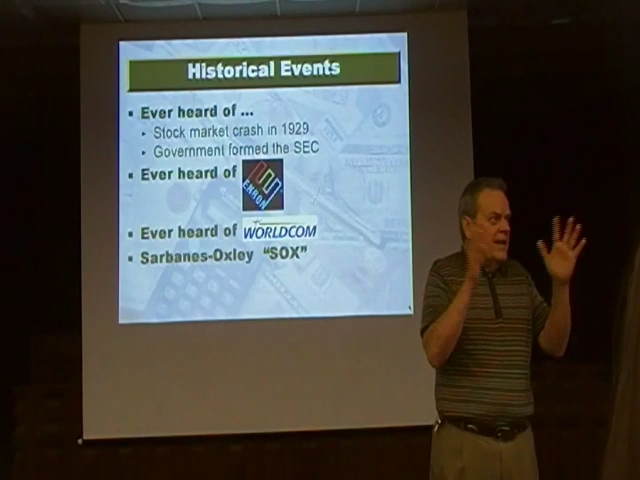 Historical Events
Ever heard of ...
Stock market crash in 1929
Government formed the SEC
Ever heard of ENRON
Ever heard of WORLDCOM
Sarbanes-Oxley "SOX"